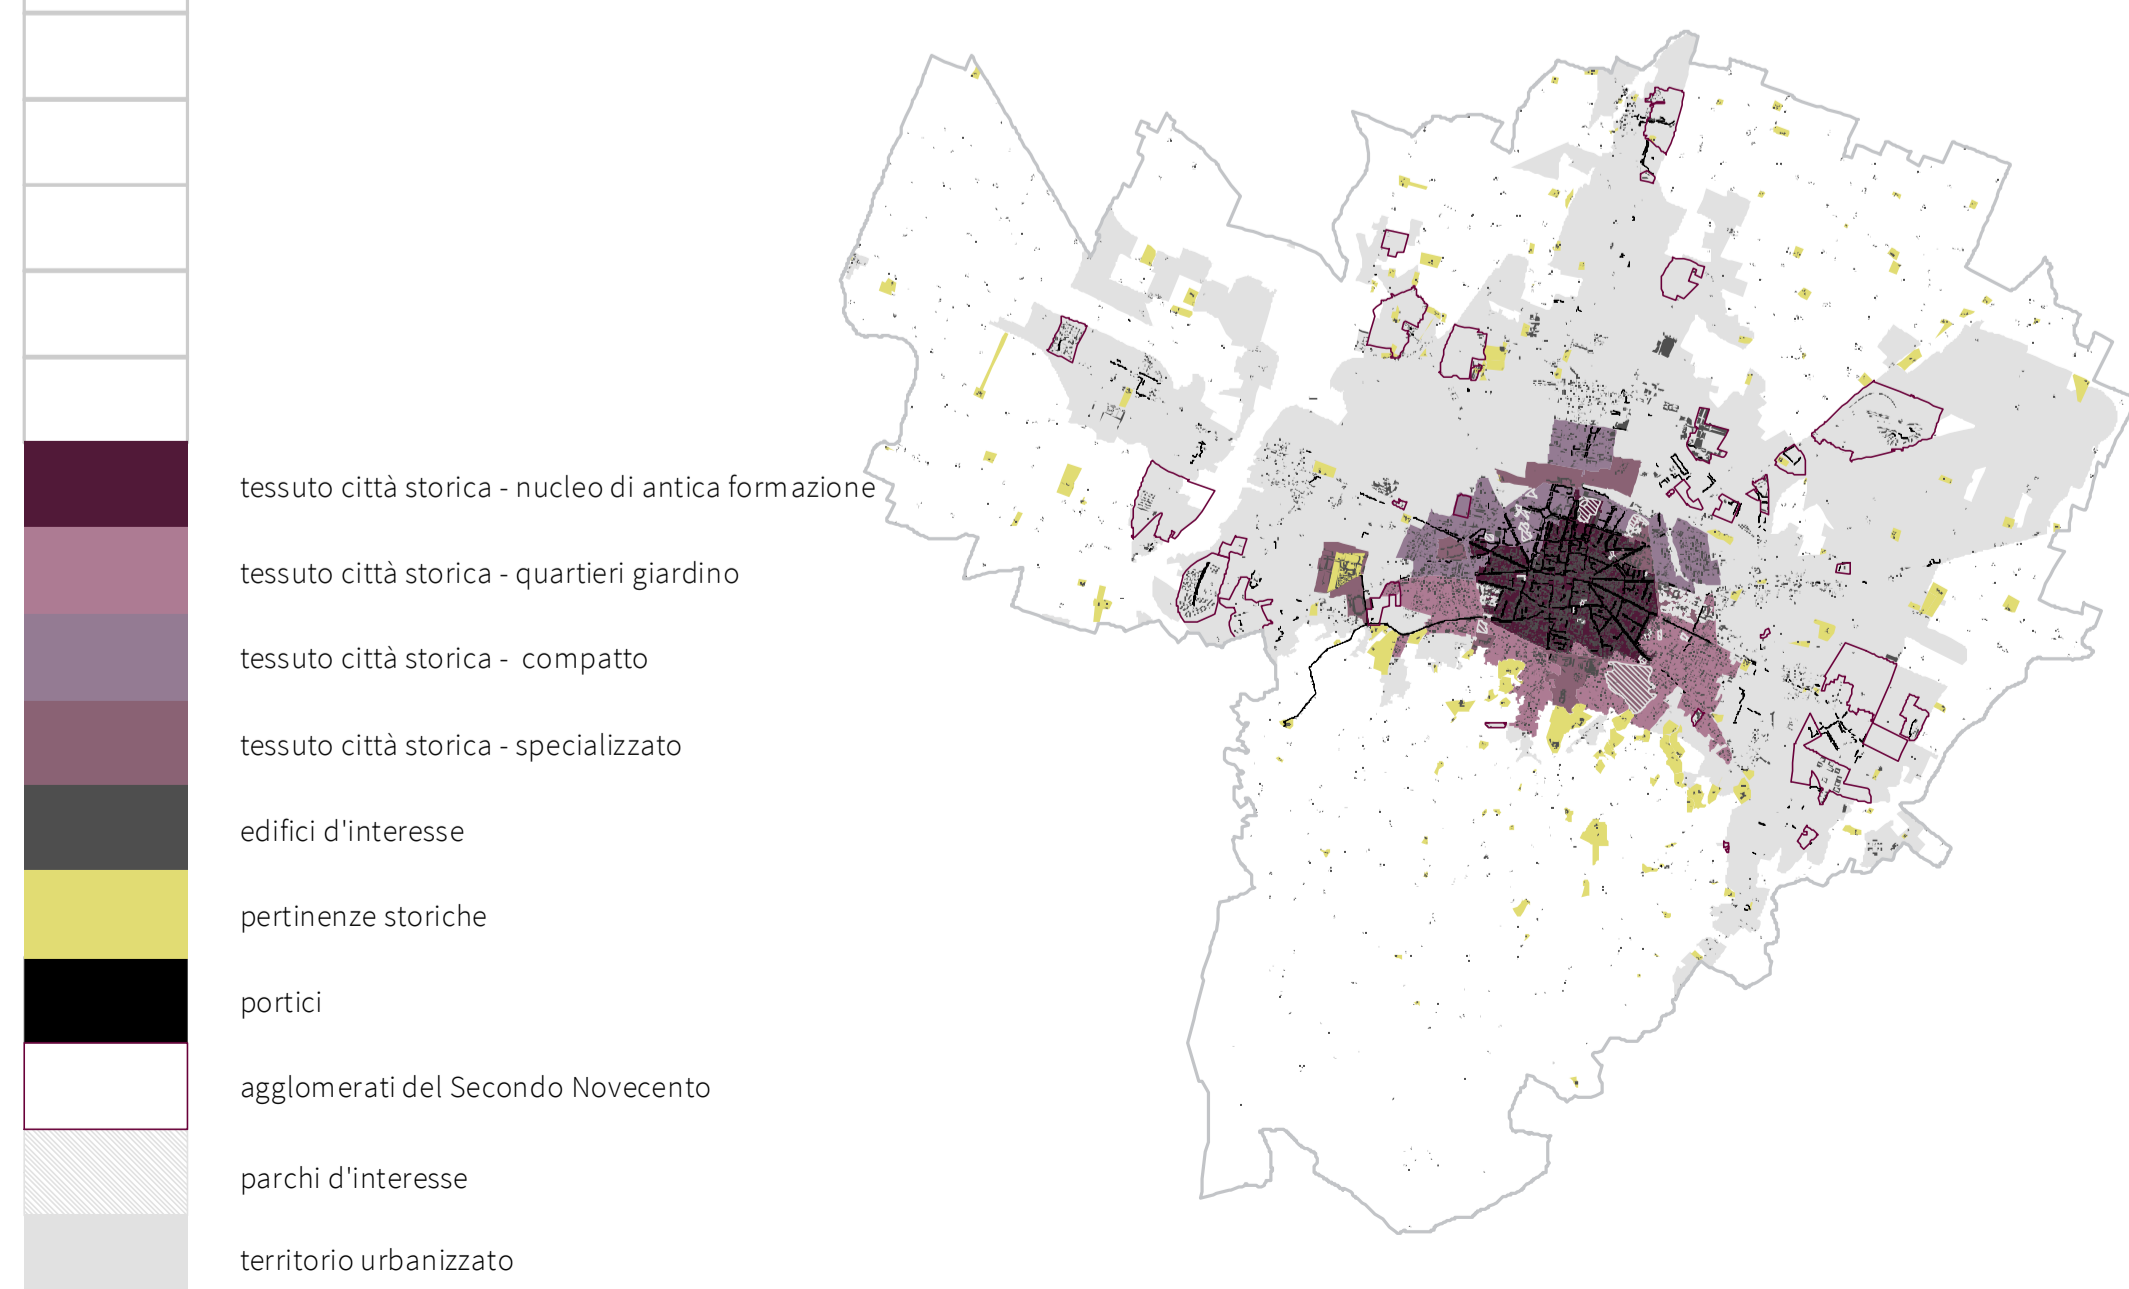 tessuto città storica - nucleo di antica formazione
tessuto città storica - quartieri giardino
tessuto città storica - compatto
tessuto città storica - specializzato
edifici d'interesse
pertinenze storiche
portici
agglomerati del Secondo Novecento
parchi d'interesse
territorio urbanizzato